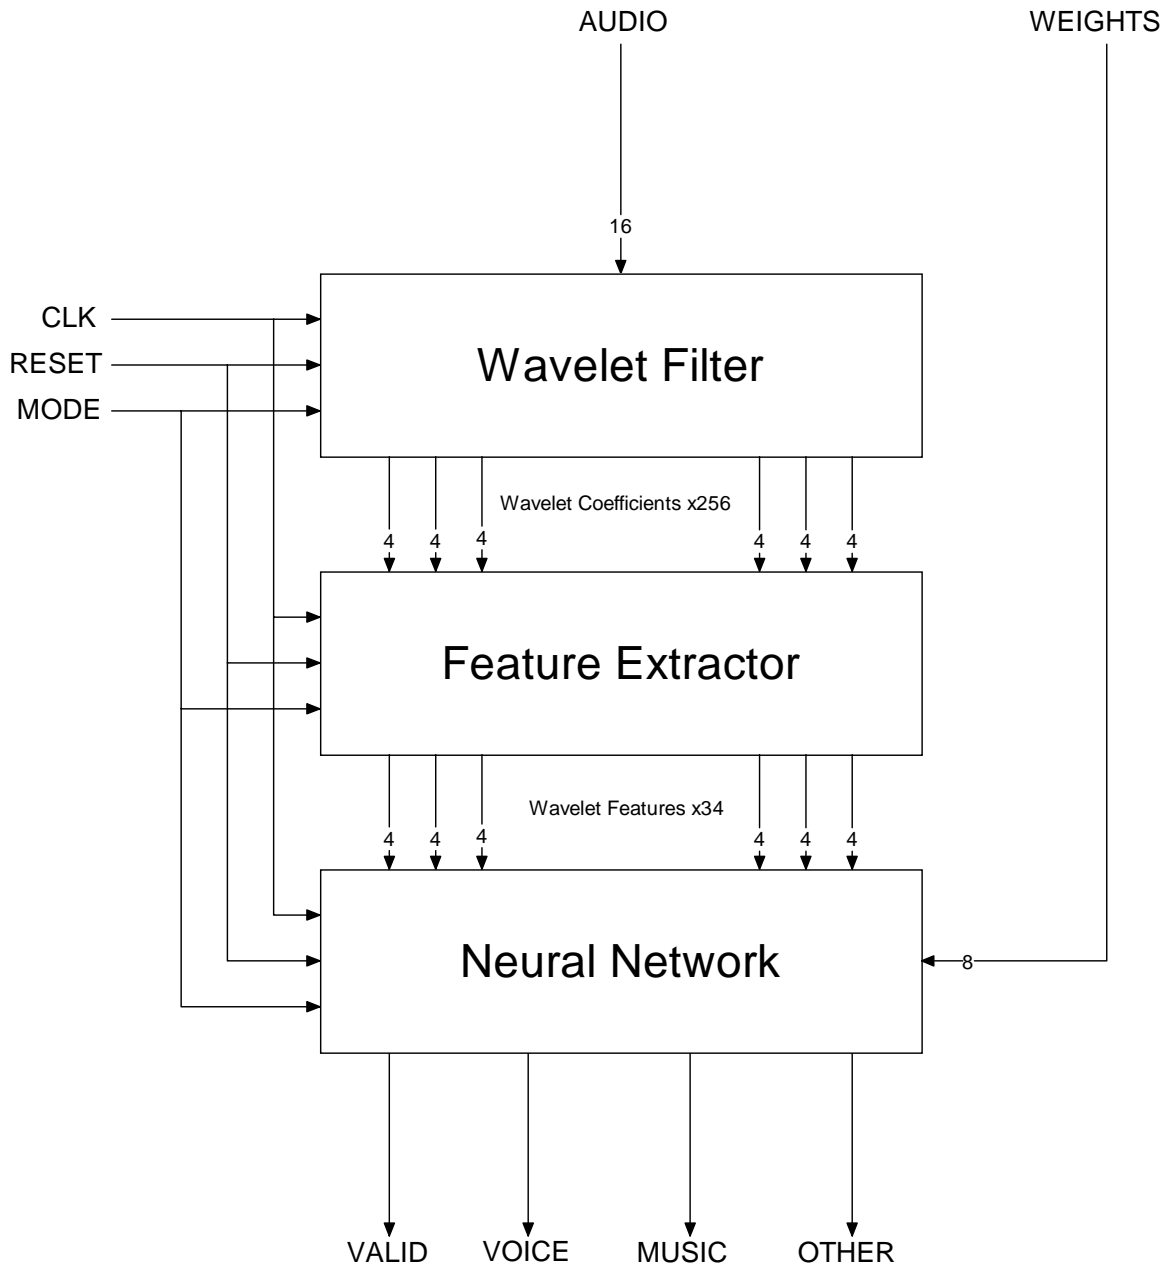 AUDIO
WEIGHTS
16
CLK
RESET
MODE
Wavelet Filter
Wavelet Coefficients x256
4 4 4 4 4 4
Feature Extractor
Wavelet Features x34
4 4 4 4 4 4
Neural Network
8
VALID
VOICE
MUSIC
OTHER